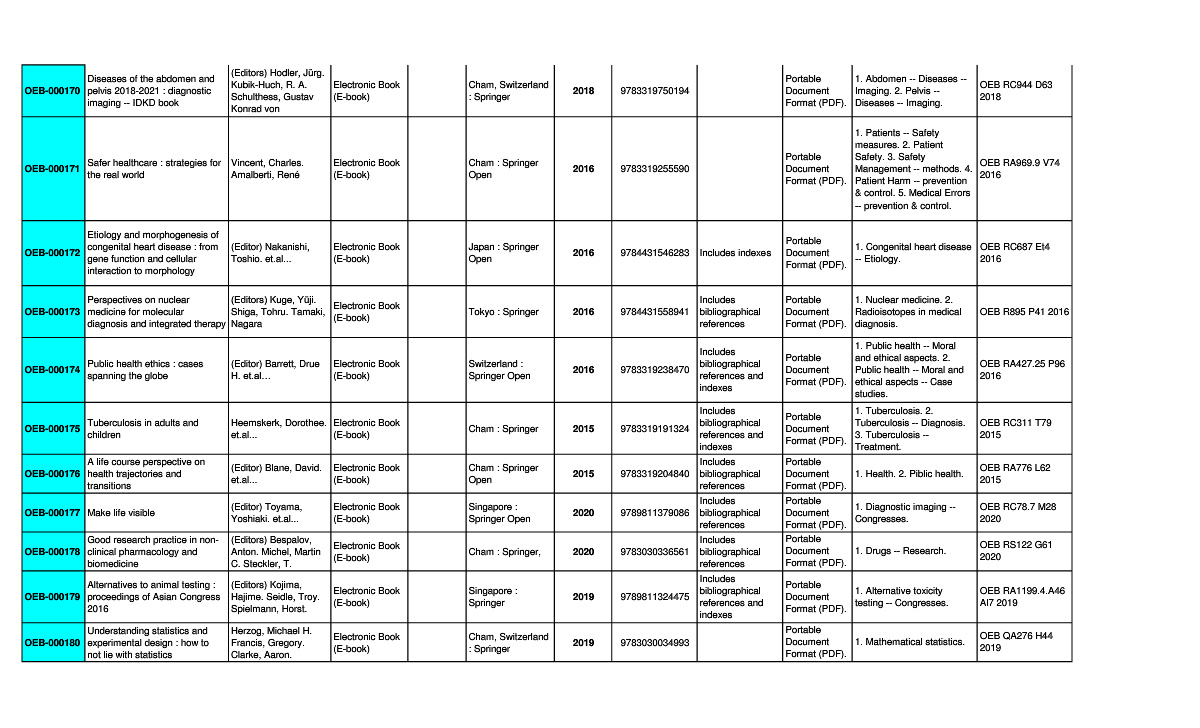 OEB-000170
Diseases of the abdomen and
pelvis 2018-2021 : diagnostic
imaging -- IDKD book
(Editors) Hodler, Jürg.
Kubik-Huch, R. A.
Schulthess, Gustav
Konrad von
Electronic Book
(E-book)
Cham, Switzerland
: Springer
2018
9783319750194
Portable
Document
Format (PDF).
1. Abdomen -- Diseases --
Imaging. 2. Pelvis --
Diseases -- Imaging.
OEB RC944 D63
2018
OEB-000171
Safer healthcare : strategies for
the real world
Vincent, Charles.
Amalberti, René
Electronic Book
(E-book)
Cham : Springer
Open
2016
9783319255590
Portable
Document
Format (PDF).
1. Patients -- Safety
measures. 2. Patient
Safety. 3. Safety
Management -- methods. 4.
Patient Harm -- prevention
& control. 5. Medical Errors
-- prevention & control.
OEB RA969.9 V74
2016
OEB-000172
Etiology and morphogenesis of
congenital heart disease : from
gene function and cellular
interaction to morphology
(Editor) Nakanishi,
Toshio. et.al...
Electronic Book
(E-book)
Japan : Springer
Open
2016
9784431546283
Includes indexes
Portable
Document
Format (PDF).
1. Congenital heart disease
-- Etiology.
OEB RC687 Et4
2016
OEB-000173
Perspectives on nuclear
medicine for molecular
diagnosis and integrated therapy
(Editors) Kuge, Yūji.
Shiga, Tohru. Tamaki,
Nagara
Electronic Book
(E-book)
Tokyo : Springer
2016
9784431558941
Includes
bibliographical
references
Portable
Document
Format (PDF).
1. Nuclear medicine. 2.
Radioisotopes in medical
diagnosis.
OEB R895 P41 2016
OEB-000174
Public health ethics : cases
spanning the globe
(Editor) Barrett, Drue
H. et.al...
Electronic Book
(E-book)
Switzerland :
Springer Open
2016
9783319238470
Includes
bibliographical
references and
indexes
Portable
Document
Format (PDF).
1. Public health -- Moral
and ethical aspects. 2.
Public health -- Moral and
ethical aspects -- Case
studies.
OEB RA427.25 P96
2016
OEB-000175
Tuberculosis in adults and
children
Heemskerk, Dorothee.
et.al...
Electronic Book
(E-book)
Cham : Springer
2015
9783319191324
Includes
bibliographical
references and
indexes
Portable
Document
Format (PDF).
1. Tuberculosis. 2.
Tuberculosis -- Diagnosis.
3. Tuberculosis --
Treatment.
OEB RC311 T79
2015
OEB-000176
A life course perspective on
health trajectories and
transitions
(Editor) Blane, David.
et.al...
Electronic Book
(E-book)
Cham : Springer
Open
2015
9783319204840
Includes
bibliographical
references
Portable
Document
Format (PDF).
1. Health. 2. Piblic health.
OEB RA776 L62
2015
OEB-000177
Make life visible
(Editor) Toyama,
Yoshiaki. et.al...
Electronic Book
(E-book)
Singapore :
Springer Open
2020
9789811379086
Includes
bibliographical
references
Portable
Document
Format (PDF).
1. Diagnostic imaging --
Congresses.
OEB RC78.7 M28
2020
OEB-000178
Good research practice in non-
clinical pharmacology and
biomedicine
(Editors) Bespalov,
Anton. Michel, Martin
C. Steckler, T.
Electronic Book
(E-book)
Cham : Springer,
2020
9783030336561
Includes
bibliographical
references
Portable
Document
Format (PDF).
1. Drugs -- Research.
OEB RS122 G61
2020
OEB-000179
Alternatives to animal testing :
proceedings of Asian Congress
2016
(Editors) Kojima,
Hajime. Seidle, Troy.
Spielmann, Horst.
Electronic Book
(E-book)
Singapore :
Springer
2019
9789811324475
Includes
bibliographical
references and
indexes
Portable
Document
Format (PDF).
1. Alternative toxicity
testing -- Congresses.
OEB RA1199.4.A46
Al7 2019
OEB-000180
Understanding statistics and
experimental design : how to
not lie with statistics
Herzog, Michael H.
Francis, Gregory.
Clarke, Aaron.
Electronic Book
(E-book)
Cham, Switzerland
: Springer
2019
9783030034993
Portable
Document
Format (PDF).
1. Mathematical statistics.
OEB QA276 H44
2019